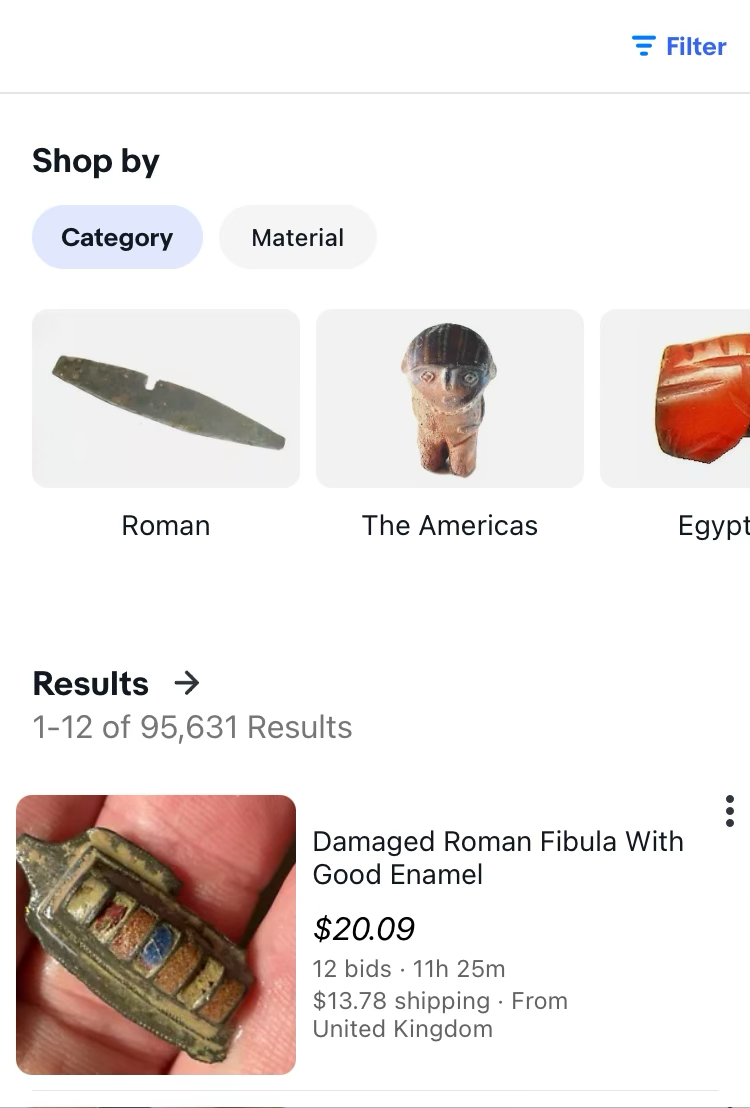 Filter
Shop by
Category
Material
Roman
The Americas
Egypt
Results →
1-12 of 95,631 Results
Damaged Roman Fibula With
Good Enamel
$20.09
12 bids · 11h 25m
$13.78 shipping · From
United Kingdom